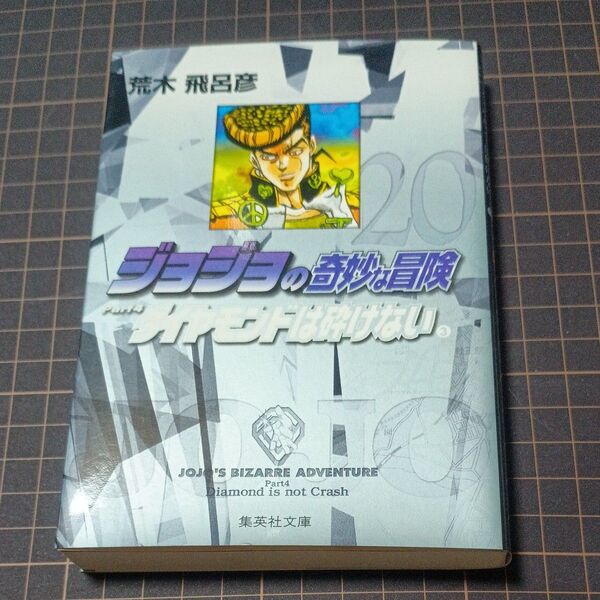 荒木 飛呂彦
20
ジョジョの奇妙な冒険
Part4
ダイヤモンドは砕けない③
JOJO
JOJO'S BIZARRE ADVENTURE
Part4
Diamond is not Crash
集英社文庫